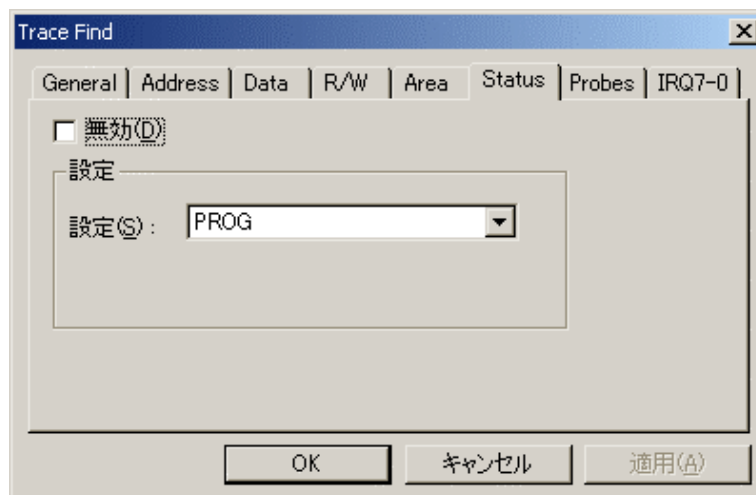 Trace Find
General Address Data R/W Area Status Probes IRQ7-0
無効(D)
設定
設定(S) : PROG
OK キャンセル 適用(A)